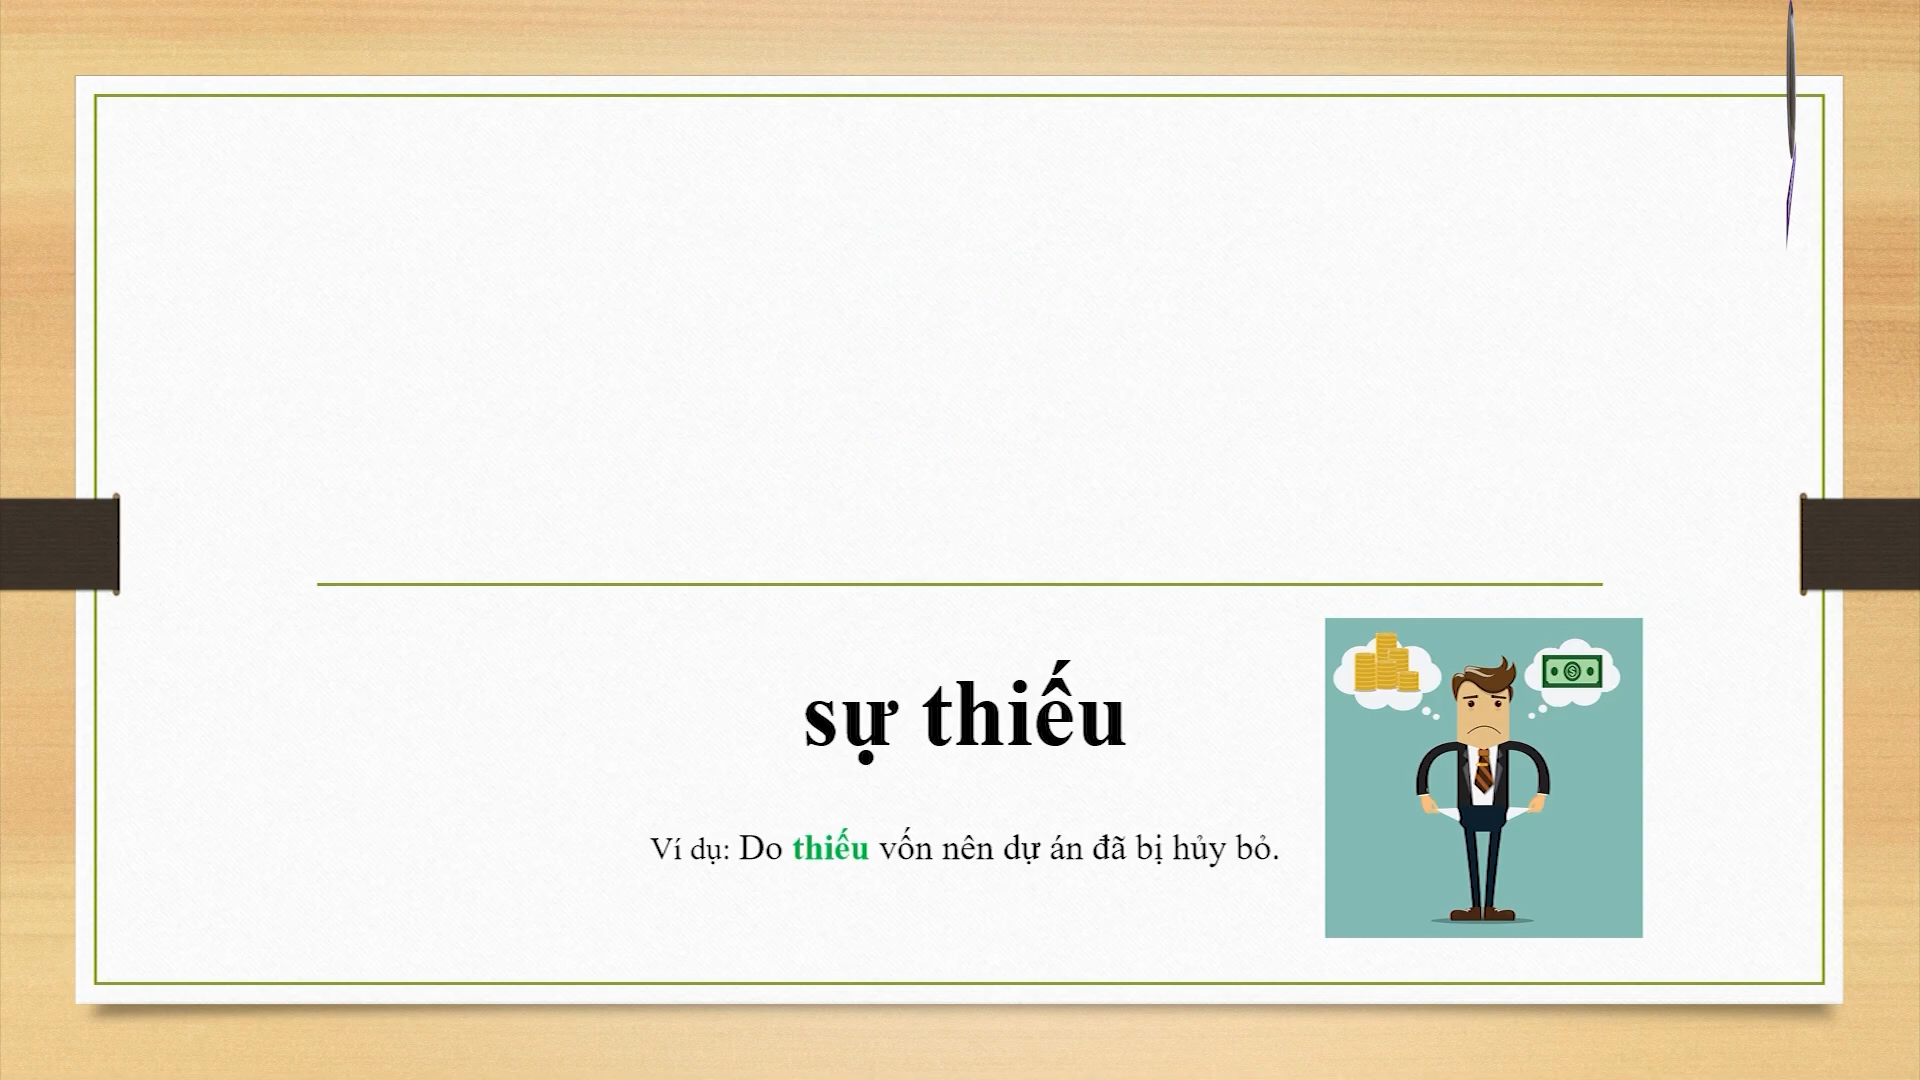 sự thiếu
Ví dụ: Do thiếu vốn nên dự án đã bị hủy bỏ.